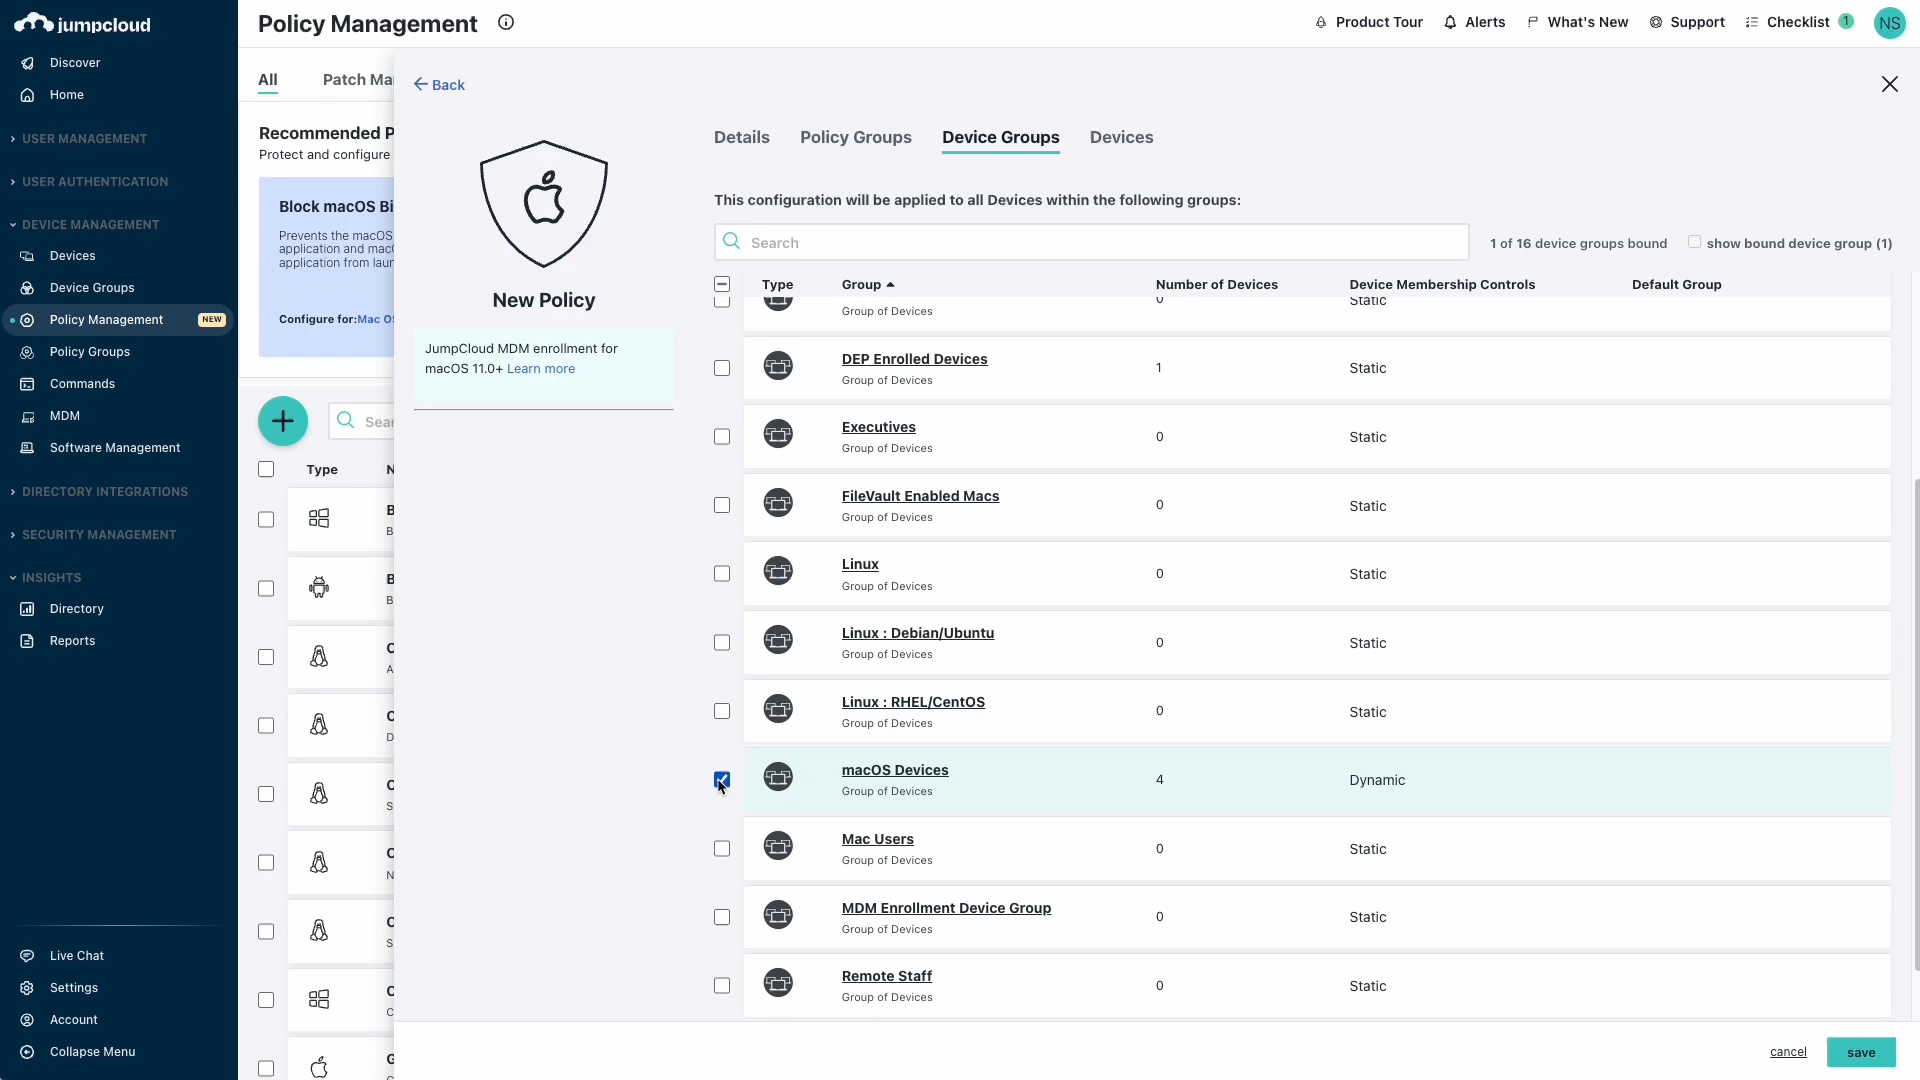 jumpcloud
Discover
Home
USER MANAGEMENT
USER AUTHENTICATION
DEVICE MANAGEMENT
Devices
Device Groups
Policy Management NEW
Policy Groups
Commands
MDM
Software Management
DIRECTORY INTEGRATIONS
SECURITY MANAGEMENT
INSIGHTS
Directory
Reports
Live Chat
Settings
Account
Collapse Menu
Policy Management
Product Tour Alerts What's New Support Checklist 1 NS
All Patch Ma
Recommended P
Protect and configure
Block macOS Bi
Prevents the macOS
application and mac
application from laun
Configure for:Mac OS
Sear
Type N
B
B
B
B
C
A
C
D
C
S
C
N
C
S
C
C
G
Back
New Policy
JumpCloud MDM enrollment for
macOS 11.0+ Learn more
Details Policy Groups Device Groups Devices
This configuration will be applied to all Devices within the following groups:
Search 1 of 16 device groups bound show bound device group (1)
Type Group Number of Devices Device Membership Controls Default Group
Group of Devices 0 Static
DEP Enrolled Devices
Group of Devices
1 Static
Executives
Group of Devices
0 Static
FileVault Enabled Macs
Group of Devices
0 Static
Linux
Group of Devices
0 Static
Linux : Debian/Ubuntu
Group of Devices
0 Static
Linux : RHEL/CentOS
Group of Devices
0 Static
macOS Devices
Group of Devices
4 Dynamic
Mac Users
Group of Devices
0 Static
MDM Enrollment Device Group
Group of Devices
0 Static
Remote Staff
Group of Devices
0 Static
cancel save